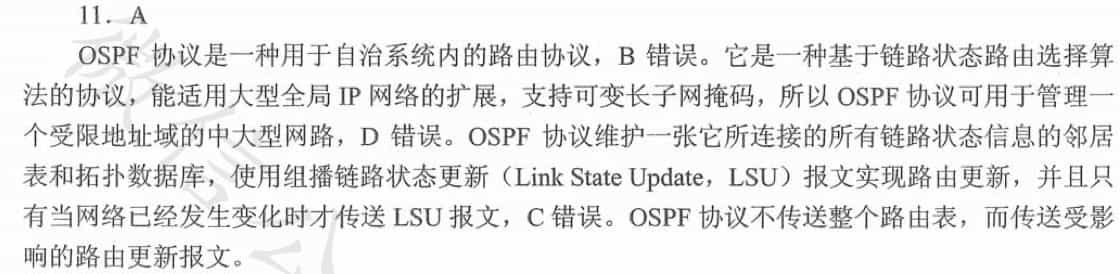 11. A
OSPF 协议是一种用于自治系统内的路由协议，B 错误。它是一种基于链路状态路由选择算
法的协议，能适用大型全局 IP 网络的扩展，支持可变长子网掩码，所以 OSPF 协议可用于管理一
个受限地址域的中大型网路，D 错误。OSPF 协议维护一张它所连接的所有链路状态信息的邻居
表和拓扑数据库，使用组播链路状态更新（Link State Update，LSU）报文实现路由更新，并且只
有当网络已经发生变化时才传送 LSU 报文，C 错误。OSPF 协议不传送整个路由表，而传送受影
响的路由更新报文。